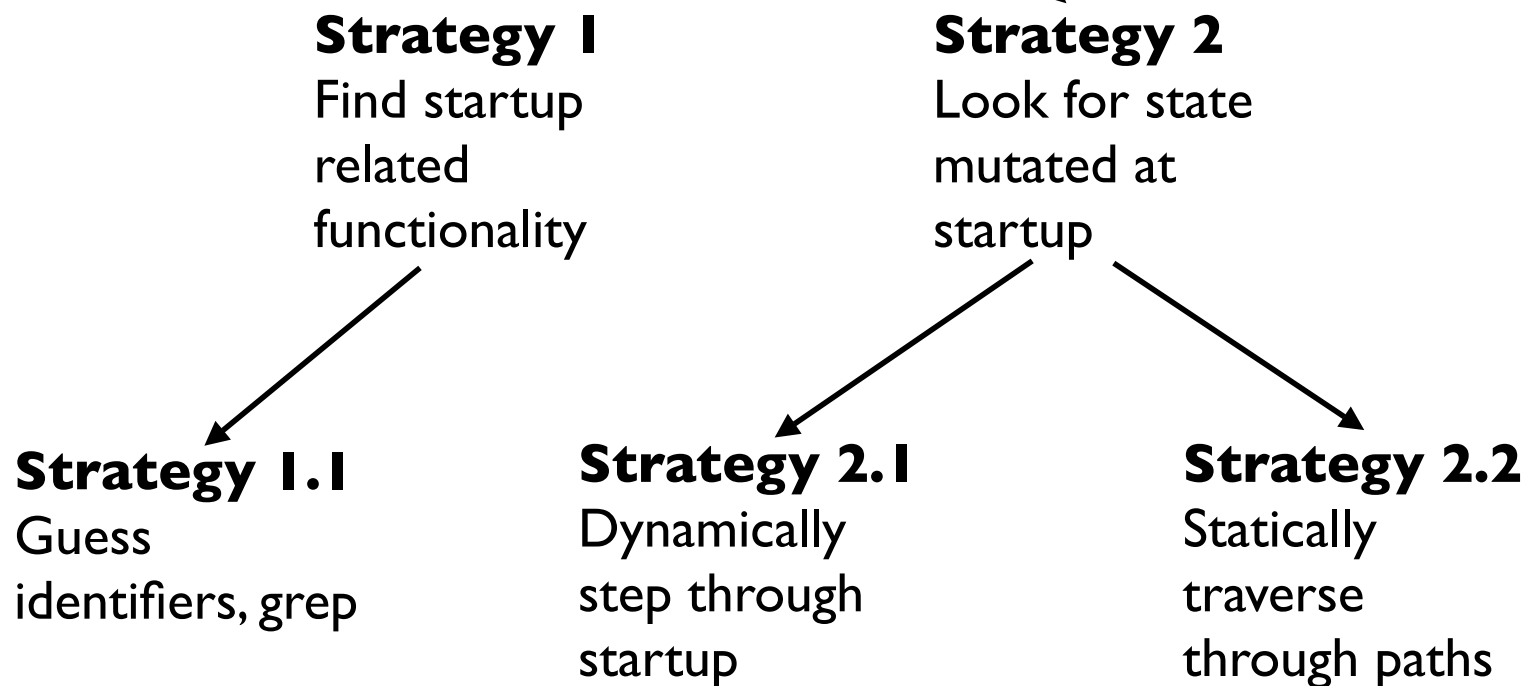 Strategy 1
Find startup
related
functionality
Strategy 2
Look for state
mutated at
startup
Strategy 1.1
Guess
identifiers, grep
Strategy 2.1
Dynamically
step through
startup
Strategy 2.2
Statically
traverse
through paths